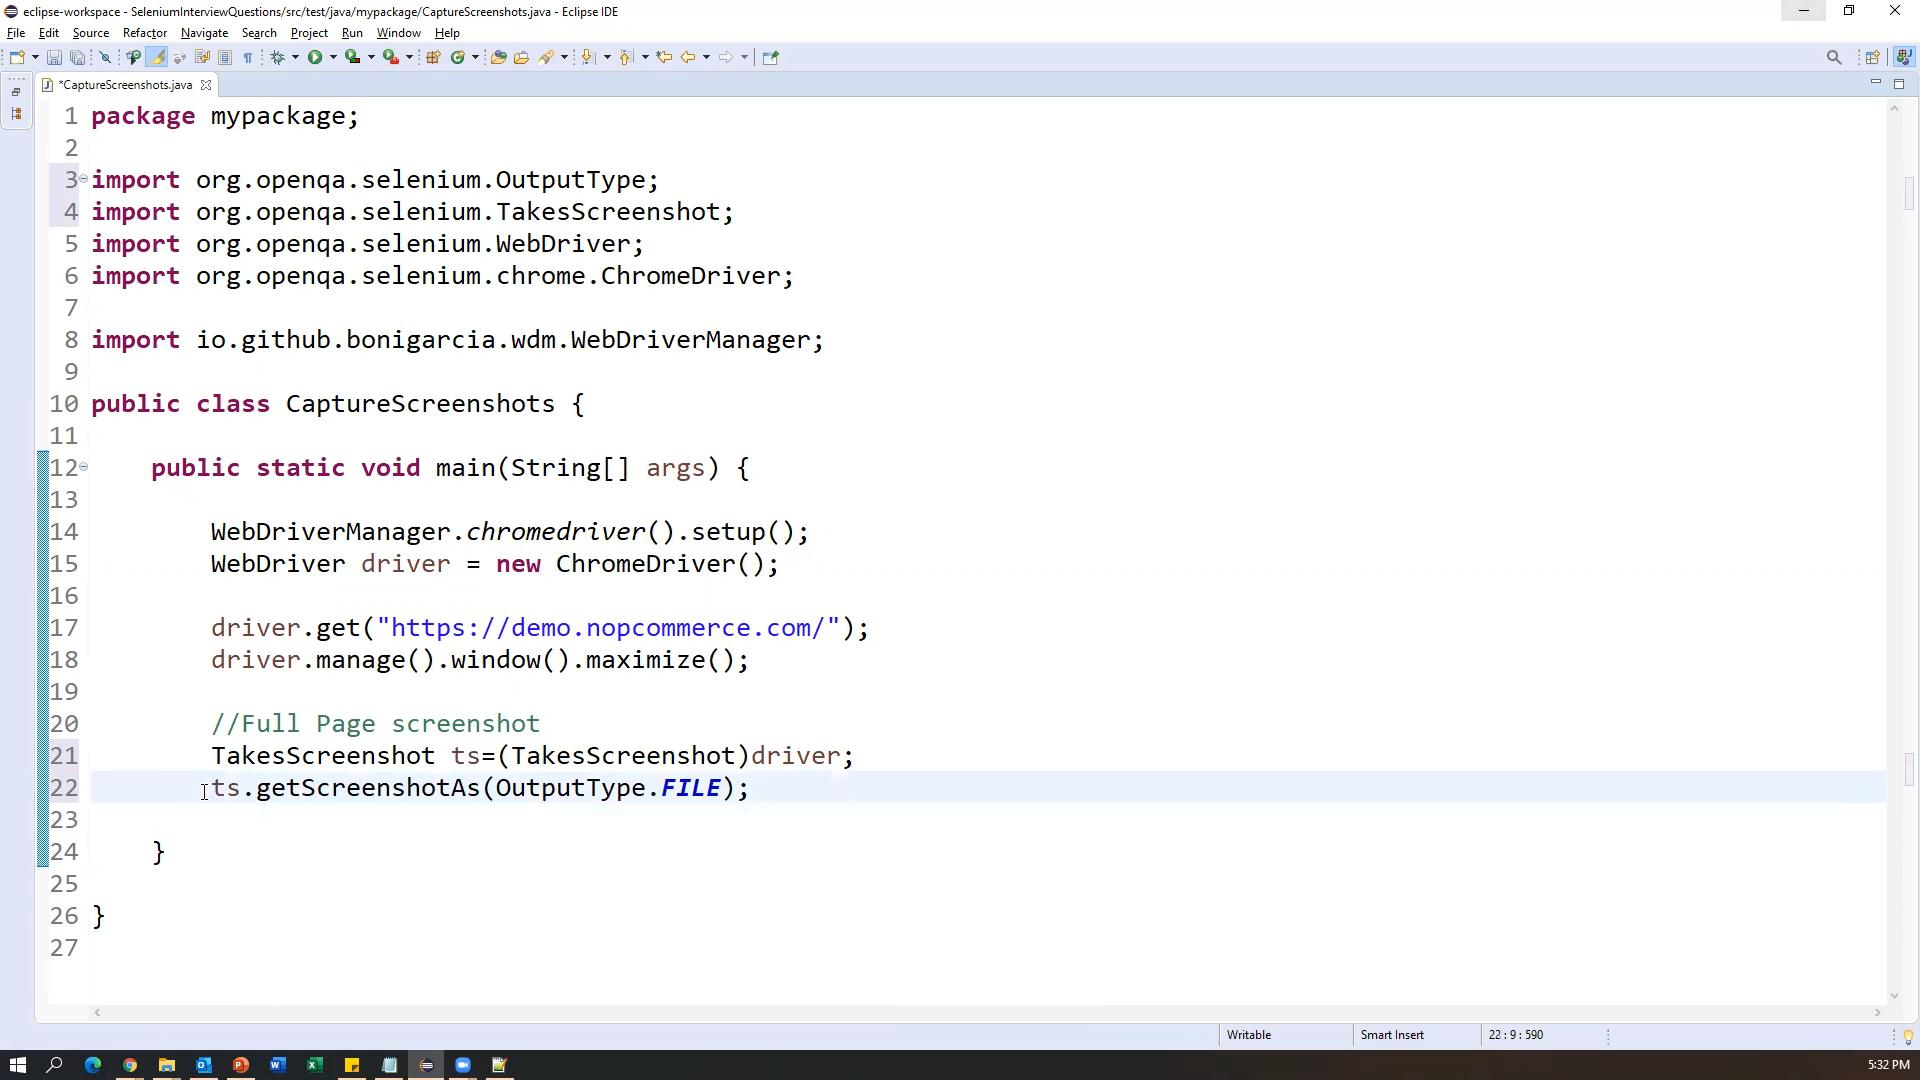 eclipse-workspace - SeleniumInterviewQuestions/src/test/java/mypackage/CaptureScreenshots.java - Eclipse IDE
File Edit Source Refactor Navigate Search Project Run Window Help
*CaptureScreenshots.java
1 package mypackage;
2
3 import org.openqa.selenium.OutputType;
4 import org.openqa.selenium.TakesScreenshot;
5 import org.openqa.selenium.WebDriver;
6 import org.openqa.selenium.chrome.ChromeDriver;
7
8 import io.github.bonigarcia.wdm.WebDriverManager;
9
10 public class CaptureScreenshots {
11
12 public static void main(String[] args) {
13
14 WebDriverManager.chromedriver().setup();
15 WebDriver driver = new ChromeDriver();
16
17 driver.get("https://demo.nopcommerce.com/");
18 driver.manage().window().maximize();
19
20 //Full Page screenshot
21 TakesScreenshot ts=(TakesScreenshot)driver;
22 ts.getScreenshotAs(OutputType.FILE);
23
24 }
25
26 }
27
Writable Smart Insert 22 : 9 : 590
5:32 PM